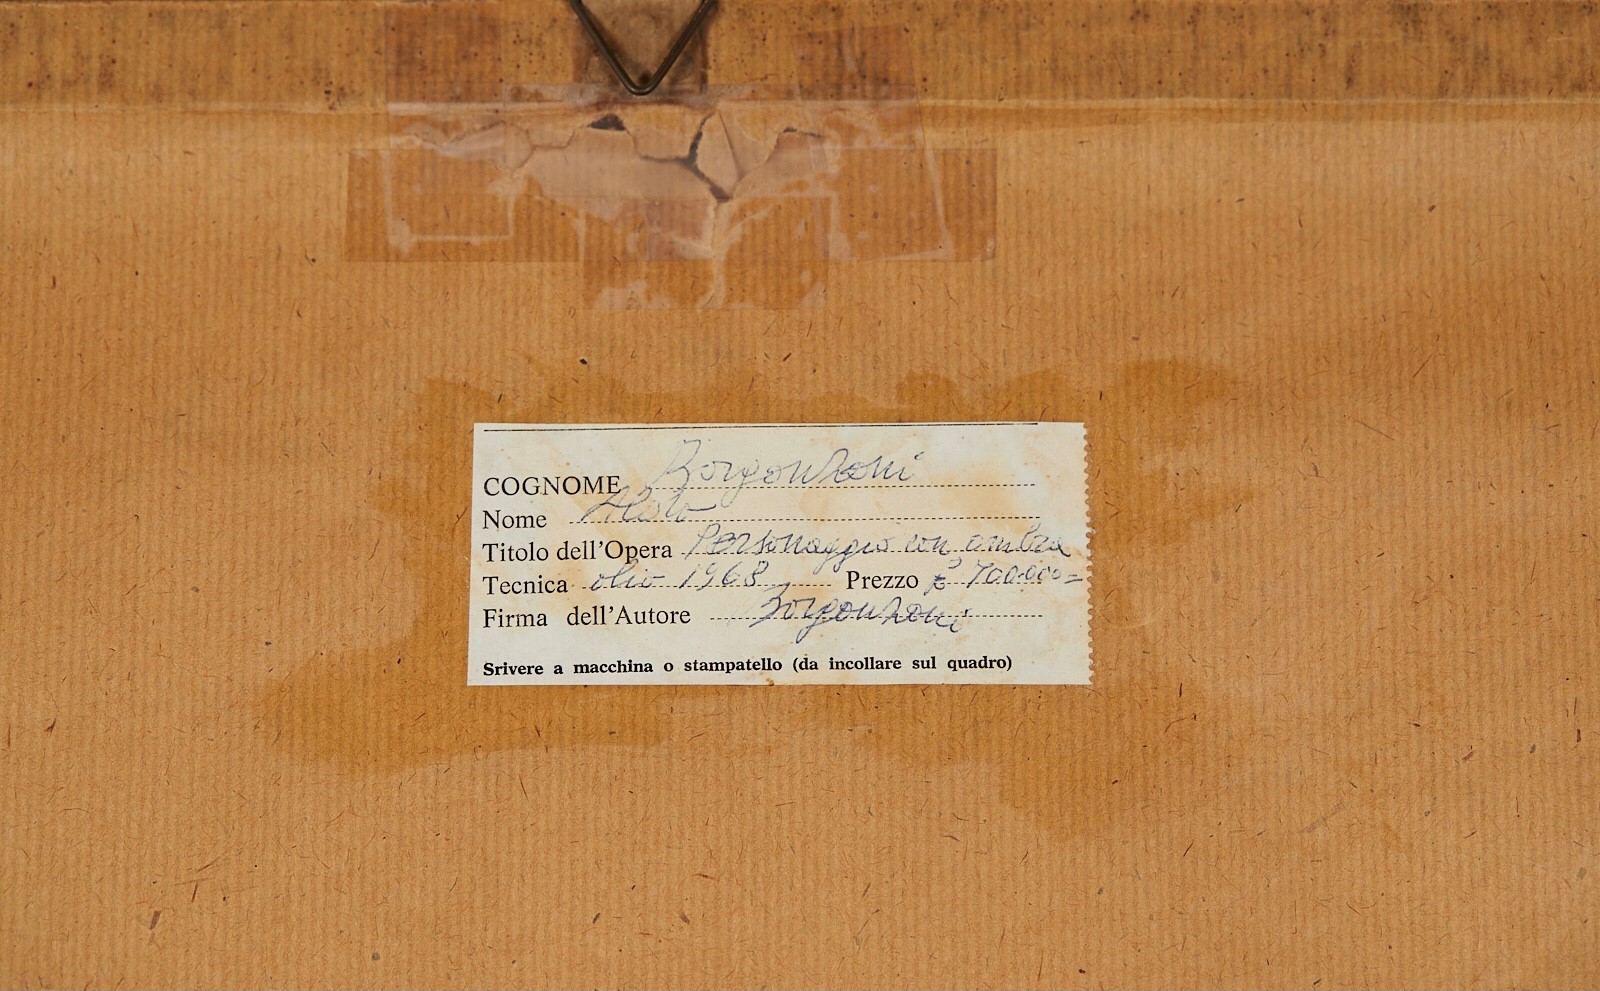 COGNOME Borgonzoni
Nome Aldo
Titolo dell'Opera Personaggio con ombra
Tecnica olio 1968 Prezzo £ 700.000=
Firma dell'Autore Borgonzoni
Srivere a macchina o stampatello (da incollare sul quadro)